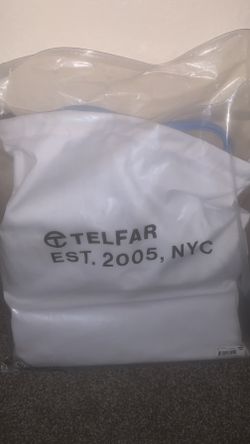 TELFAR
EST. 2005, NYC